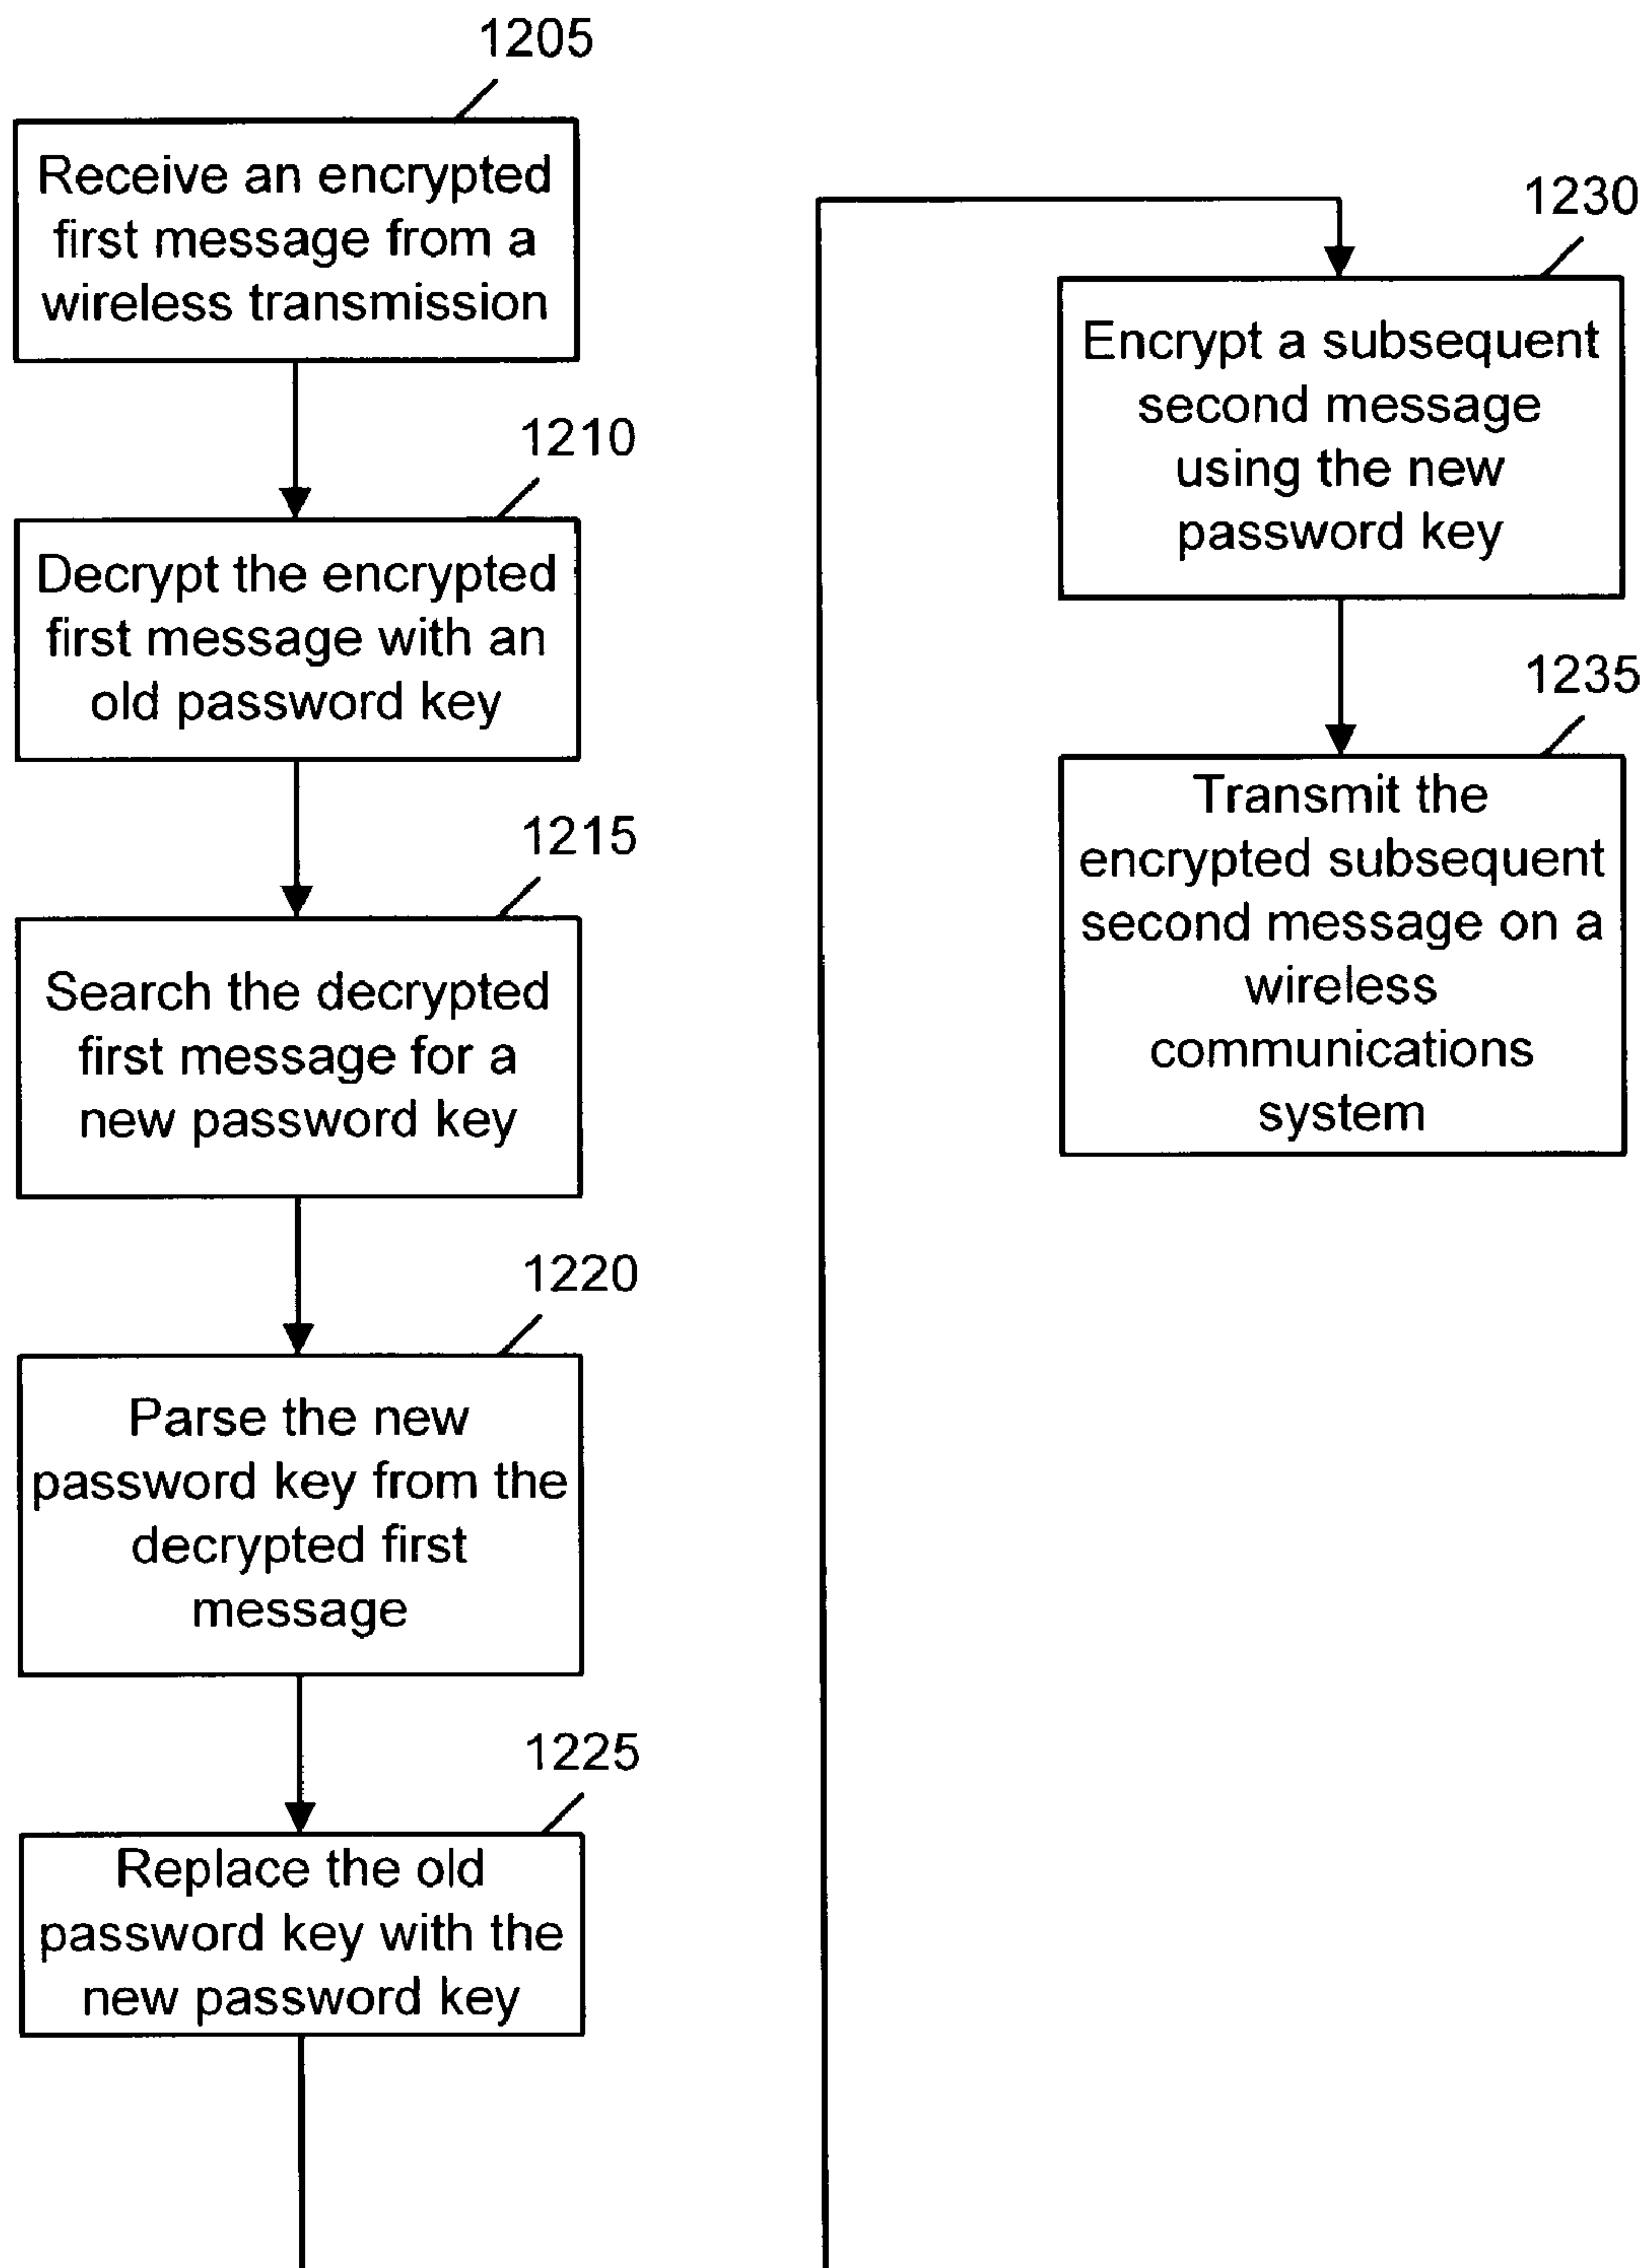 1205
Receive an encrypted
first message from a
wireless transmission
1210
Decrypt the encrypted
first message with an
old password key
1215
Search the decrypted
first message for a
new password key
1220
Parse the new
password key from the
decrypted first
message
1225
Replace the old
password key with the
new password key
1230
Encrypt a subsequent
second message
using the new
password key
1235
Transmit the
encrypted subsequent
second message on a
wireless
communications
system